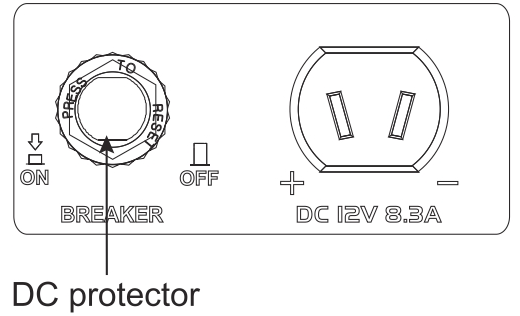 PRESS TO RESET
ON
OFF
+ −
BREAKER
DC 12V 8.3A
DC protector